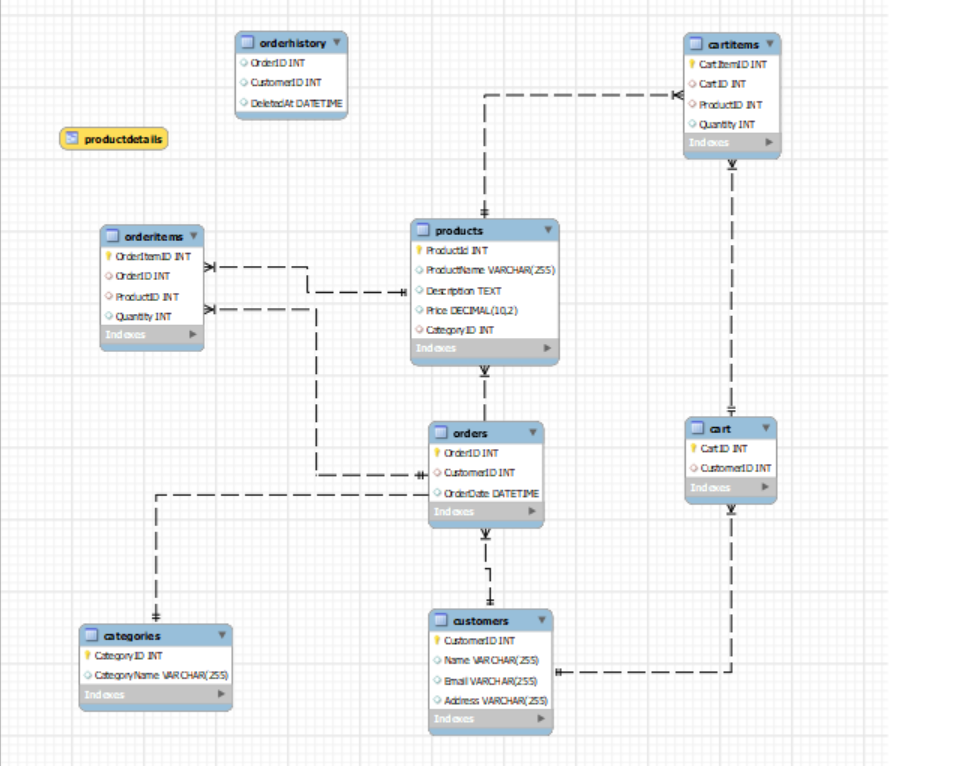 orderhistory
OrderID INT
CustomerID INT
DeletedAt DATETIME
cartitems
CartItemID INT
CartID INT
ProductID INT
Quantity INT
Indexes
productdetails
orderitems
OrderItemID INT
OrderID INT
ProductID INT
Quantity INT
Indexes
products
ProductId INT
ProductName VARCHAR(255)
Description TEXT
Price DECIMAL(10,2)
CategoryID INT
Indexes
orders
OrderID INT
CustomerID INT
OrderDate DATETIME
Indexes
cart
CartID INT
CustomerID INT
Indexes
categories
CategoryID INT
CategoryName VARCHAR(255)
Indexes
customers
CustomerID INT
Name VARCHAR(255)
Email VARCHAR(255)
Address VARCHAR(255)
Indexes